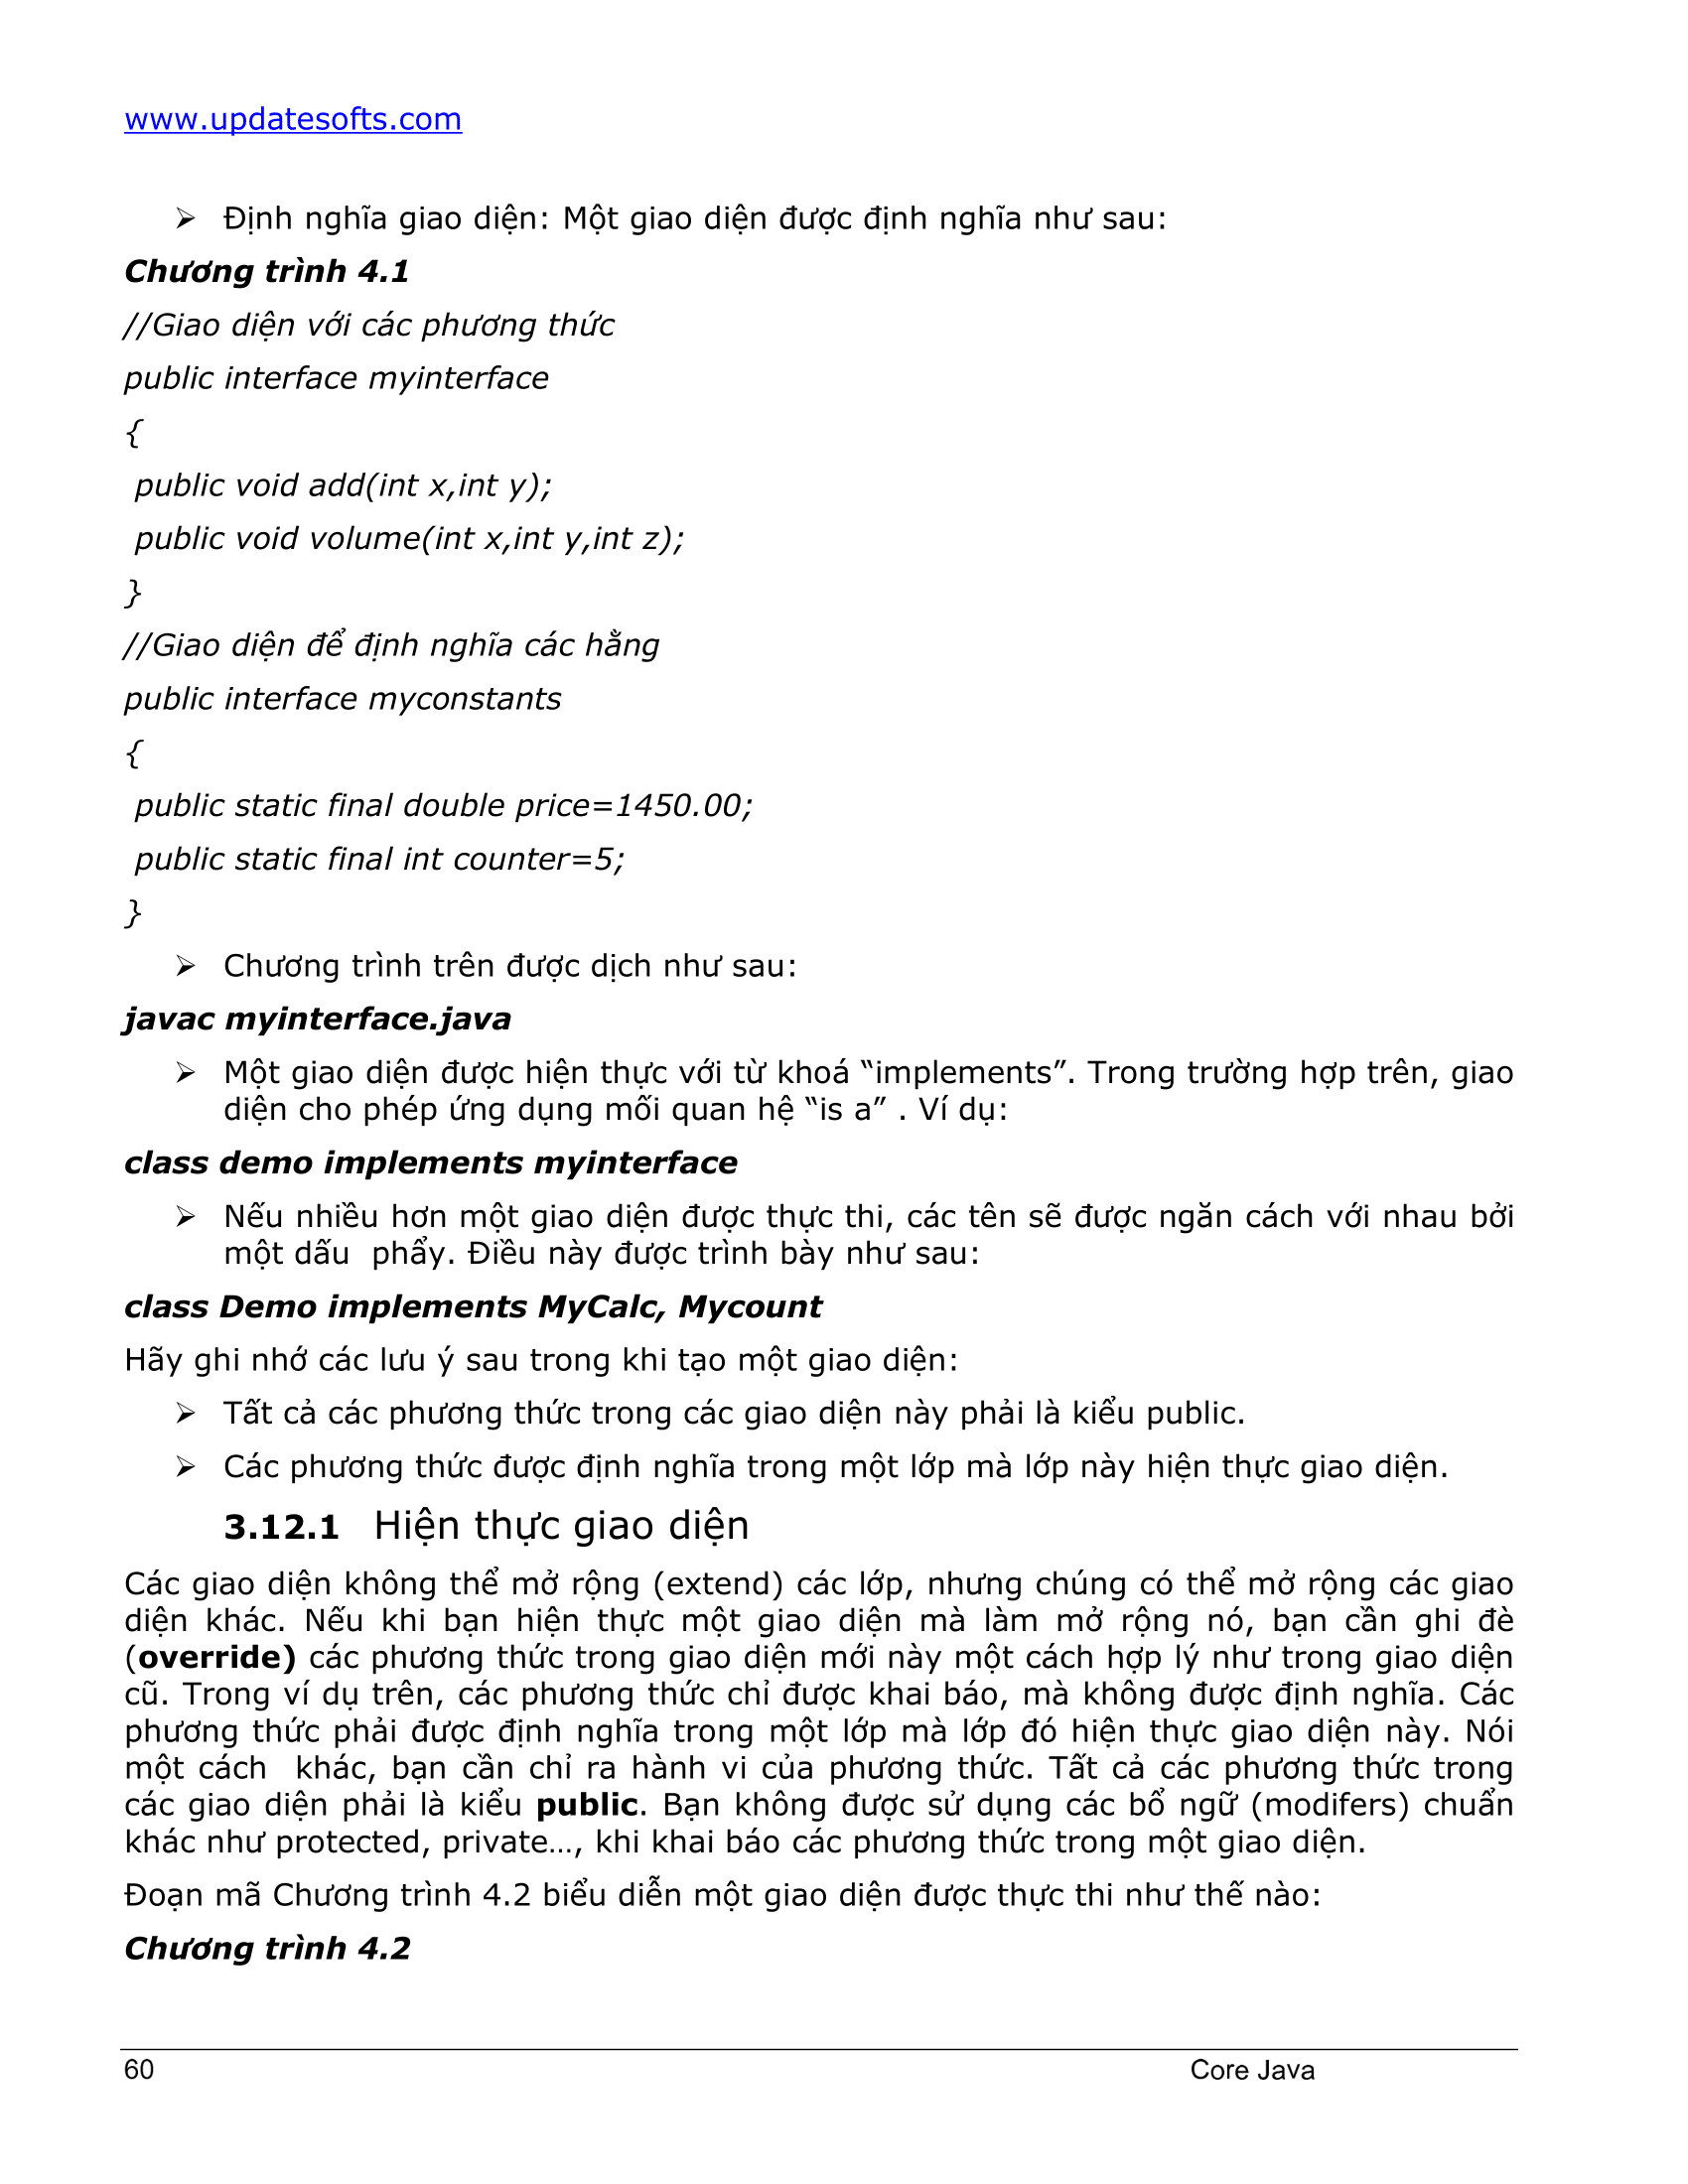 www.updatesofts.com
➢ Định nghĩa giao diện: Một giao diện được định nghĩa như sau:
Chương trình 4.1
//Giao diện với các phương thức
public interface myinterface
{
public void add(int x,int y);
public void volume(int x,int y,int z);
}
//Giao diện để định nghĩa các hằng
public interface myconstants
{
public static final double price=1450.00;
public static final int counter=5;
}
➢ Chương trình trên được dịch như sau:
javac myinterface.java
➢ Một giao diện được hiện thực với từ khoá “implements”. Trong trường hợp trên, giao
diện cho phép ứng dụng mối quan hệ “is a” . Ví dụ:
class demo implements myinterface
➢ Nếu nhiều hơn một giao diện được thực thi, các tên sẽ được ngăn cách với nhau bởi
một dấu  phẩy. Điều này được trình bày như sau:
class Demo implements MyCalc, Mycount
Hãy ghi nhớ các lưu ý sau trong khi tạo một giao diện:
➢ Tất cả các phương thức trong các giao diện này phải là kiểu public.
➢ Các phương thức được định nghĩa trong một lớp mà lớp này hiện thực giao diện.
3.12.1 Hiện thực giao diện
Các giao diện không thể mở rộng (extend) các lớp, nhưng chúng có thể mở rộng các giao
diện khác. Nếu khi bạn hiện thực một giao diện mà làm mở rộng nó, bạn cần ghi đè
(override) các phương thức trong giao diện mới này một cách hợp lý như trong giao diện
cũ. Trong ví dụ trên, các phương thức chỉ được khai báo, mà không được định nghĩa. Các
phương thức phải được định nghĩa trong một lớp mà lớp đó hiện thực giao diện này. Nói
một cách  khác, bạn cần chỉ ra hành vi của phương thức. Tất cả các phương thức trong
các giao diện phải là kiểu public. Bạn không được sử dụng các bổ ngữ (modifers) chuẩn
khác như protected, private…, khi khai báo các phương thức trong một giao diện.
Đoạn mã Chương trình 4.2 biểu diễn một giao diện được thực thi như thế nào:
Chương trình 4.2
60 Core Java